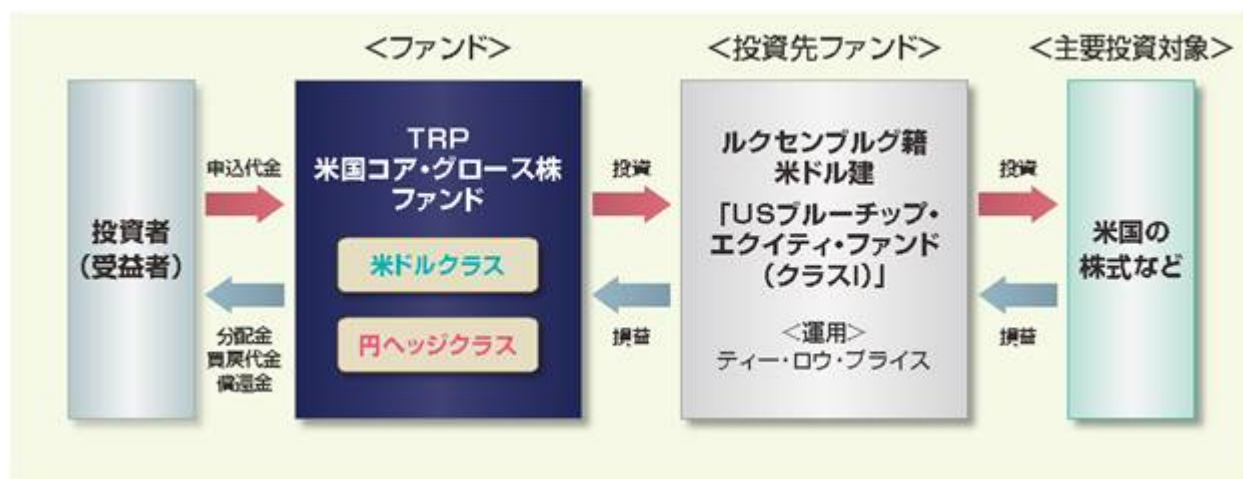 ＜ファンド＞
＜投資先ファンド＞
＜主要投資対象＞
投資者
（受益者）
申込代金
分配金
買戻代金
償還金
TRP
米国コア・グロース株
ファンド
米ドルクラス
円ヘッジクラス
投資
損益
ルクセンブルグ籍
米ドル建
「USブルーチップ・
エクイティ・ファンド
（クラスI）」
＜運用＞
ティー・ロウ・プライス
投資
損益
米国の
株式など